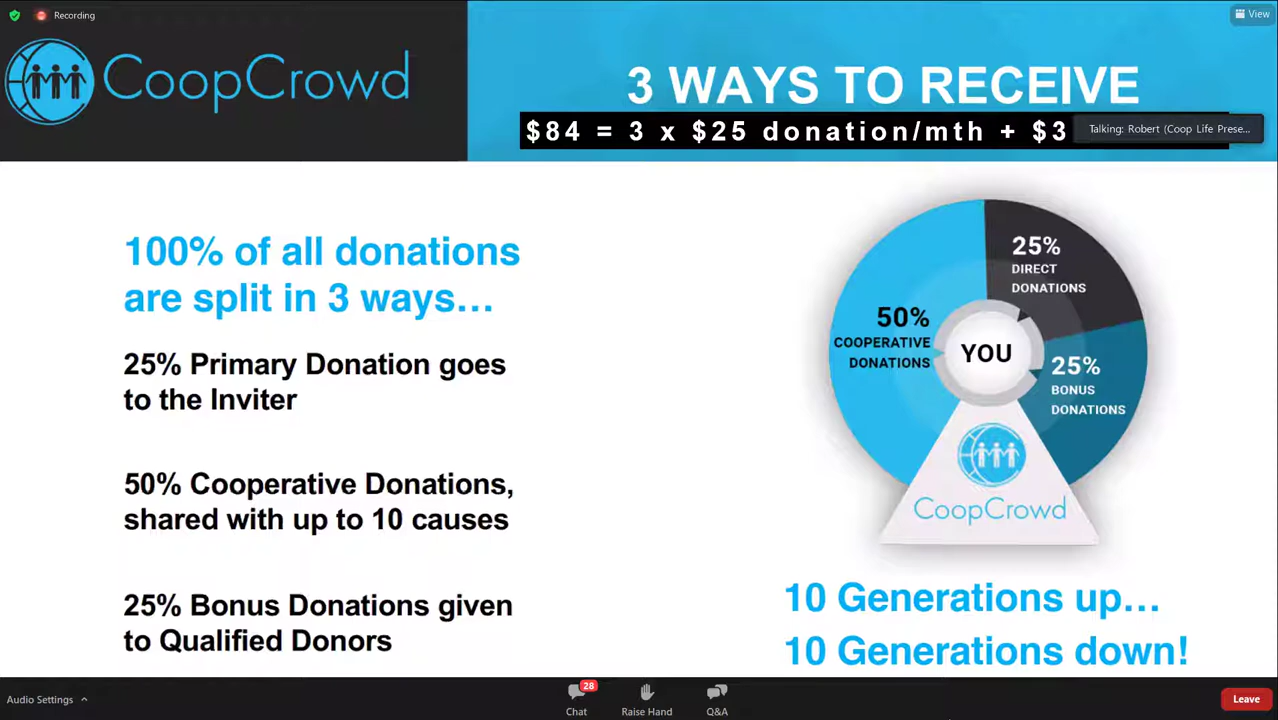 Recording
View
CoopCrowd
3 WAYS TO RECEIVE
$84 = 3 x $25 donation/mth + $3
Talking: Robert (Coop Life Prese...
100% of all donations
are split in 3 ways...
25% Primary Donation goes
to the Inviter
50% Cooperative Donations,
shared with up to 10 causes
25% Bonus Donations given
to Qualified Donors
25%
DIRECT
DONATIONS
50%
COOPERATIVE
DONATIONS
YOU
25%
BONUS
DONATIONS
CoopCrowd
10 Generations up...
10 Generations down!
Audio Settings
28
Chat
Raise Hand
Q&A
Leave